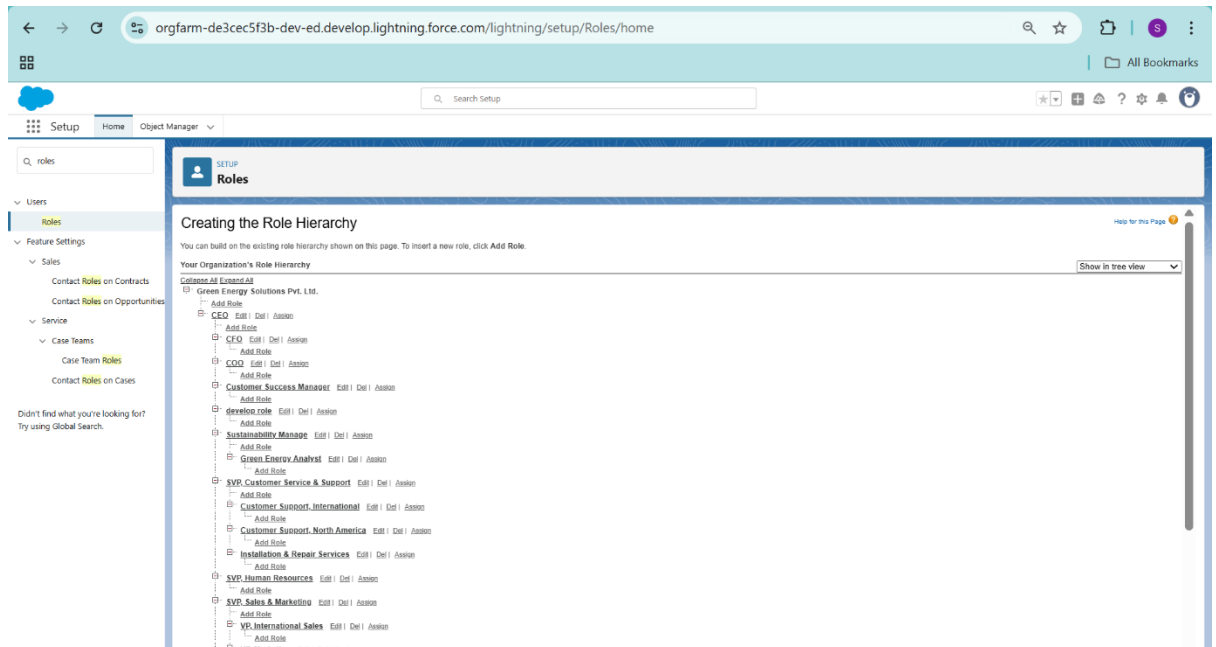 orgfarm-de3cec5f3b-dev-ed.develop.lightning.force.com/lightning/setup/Roles/home
S
All Bookmarks
Search Setup
Setup Home Object Manager
roles
SETUP
Roles
Users
Roles
Feature Settings
Sales
Contact Roles on Contracts
Contact Roles on Opportunities
Service
Case Teams
Case Team Roles
Contact Roles on Cases
Didn't find what you're looking for?
Try using Global Search.
Creating the Role Hierarchy
Help for this Page
You can build on the existing role hierarchy shown on this page. To insert a new role, click Add Role.
Your Organization's Role Hierarchy
Show in tree view
Collapse All Expand All
Green Energy Solutions Pvt. Ltd.
Add Role
CEO Edit | Del | Assign
Add Role
CFO Edit | Del | Assign
Add Role
COO Edit | Del | Assign
Add Role
Customer Success Manager Edit | Del | Assign
Add Role
develop role Edit | Del | Assign
Add Role
Sustainability Manage Edit | Del | Assign
Add Role
Green Energy Analyst Edit | Del | Assign
Add Role
SVP, Customer Service & Support Edit | Del | Assign
Add Role
Customer Support, International Edit | Del | Assign
Add Role
Customer Support, North America Edit | Del | Assign
Add Role
Installation & Repair Services Edit | Del | Assign
Add Role
SVP, Human Resources Edit | Del | Assign
Add Role
SVP, Sales & Marketing Edit | Del | Assign
Add Role
VP, International Sales Edit | Del | Assign
Add Role